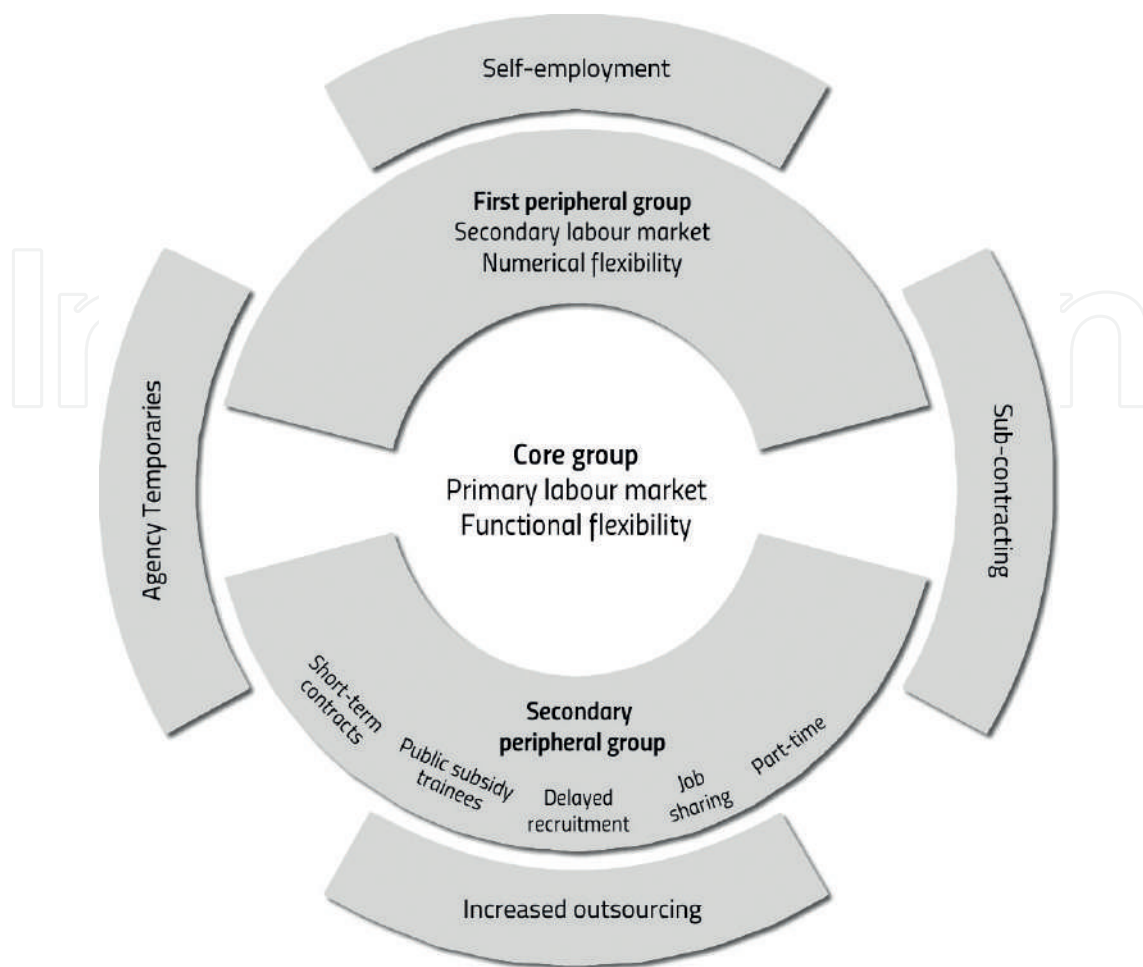 Self-employment
First peripheral group
Secondary labour market
Numerical flexibility
Agency Temporaries
Core group
Primary labour market
Functional flexibility
Sub-contracting
Secondary
peripheral group
Short-term
contracts
Public subsidy
trainees
Delayed
recruitment
Job
sharing
Part-time
Increased outsourcing